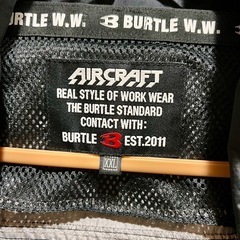 BURTLE W.W. B BURTLE W.W.
AIRCRAFT
REAL STYLE OF WORK WEAR
THE BURTLE STANDARD
CONTACT WITH:
BURTLE B EST.2011
XXL